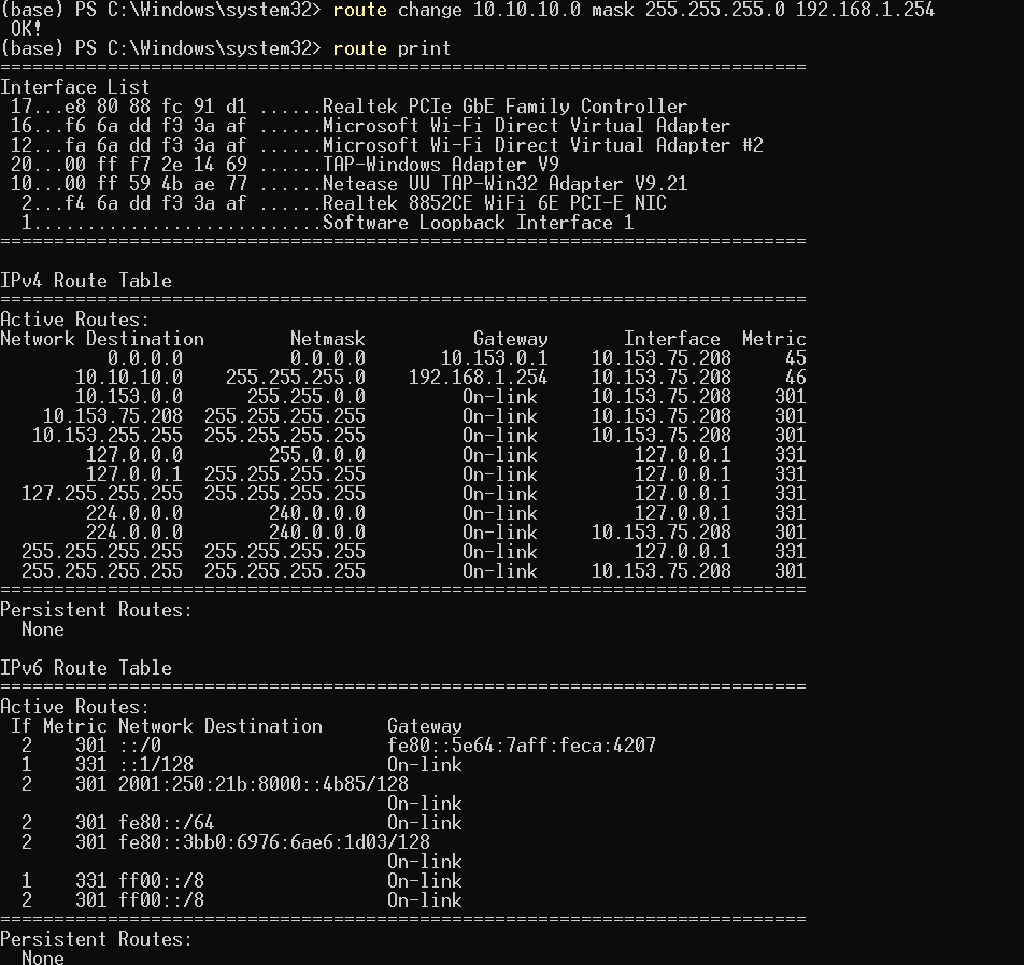 (base) PS C:\Windows\system32> route change 10.10.10.0 mask 255.255.255.0 192.168.1.254
 OK!
(base) PS C:\Windows\system32> route print
===========================================================================
Interface List
 17...e8 80 88 fc 91 d1 ......Realtek PCIe GbE Family Controller
 16...f6 6a dd f3 3a af ......Microsoft Wi-Fi Direct Virtual Adapter
 12...fa 6a dd f3 3a af ......Microsoft Wi-Fi Direct Virtual Adapter #2
 20...00 ff f7 2e 14 69 ......TAP-Windows Adapter V9
 10...00 ff 59 4b ae 77 ......Netease UU TAP-Win32 Adapter V9.21
  2...f4 6a dd f3 3a af ......Realtek 8852CE WiFi 6E PCI-E NIC
  1...........................Software Loopback Interface 1
===========================================================================

IPv4 Route Table
===========================================================================
Active Routes:
Network Destination        Netmask          Gateway       Interface  Metric
          0.0.0.0          0.0.0.0       10.153.0.1    10.153.75.208     45
       10.10.10.0    255.255.255.0    192.168.1.254    10.153.75.208     46
       10.153.0.0      255.255.0.0         On-link     10.153.75.208    301
    10.153.75.208  255.255.255.255         On-link     10.153.75.208    301
   10.153.255.255  255.255.255.255         On-link     10.153.75.208    301
        127.0.0.0        255.0.0.0         On-link         127.0.0.1    331
        127.0.0.1  255.255.255.255         On-link         127.0.0.1    331
  127.255.255.255  255.255.255.255         On-link         127.0.0.1    331
        224.0.0.0        240.0.0.0         On-link         127.0.0.1    331
        224.0.0.0        240.0.0.0         On-link     10.153.75.208    301
  255.255.255.255  255.255.255.255         On-link         127.0.0.1    331
  255.255.255.255  255.255.255.255         On-link     10.153.75.208    301
===========================================================================
Persistent Routes:
  None

IPv6 Route Table
===========================================================================
Active Routes:
 If Metric Network Destination      Gateway
  2    301 ::/0                     fe80::5e64:7aff:feca:4207
  1    331 ::1/128                  On-link
  2    301 2001:250:21b:8000::4b85/128
                                    On-link
  2    301 fe80::/64                On-link
  2    301 fe80::3bb0:6976:6ae6:1d03/128
                                    On-link
  1    331 ff00::/8                 On-link
  2    301 ff00::/8                 On-link
===========================================================================
Persistent Routes:
  None